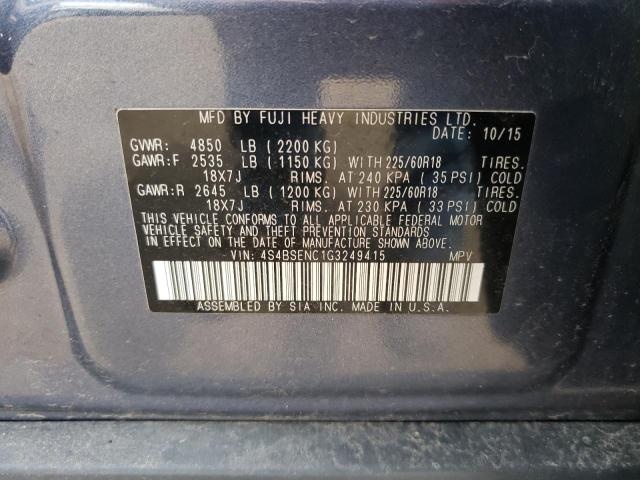 MFD BY FUJI HEAVY INDUSTRIES LTD.
DATE: 10/15
GVWR: 4850 LB (2200 KG)
GAWR:F 2535 LB (1150 KG) WITH 225/60R18 TIRES.
18X7J RIMS. AT 240 KPA (35 PSI) COLD
GAWR:R 2645 LB (1200 KG) WITH 225/60R18 TIRES.
18X7J RIMS. AT 230 KPA (33 PSI) COLD
THIS VEHICLE CONFORMS TO ALL APPLICABLE FEDERAL MOTOR
VEHICLE SAFETY AND THEFT PREVENTION STANDARDS
IN EFFECT ON THE DATE OF MANUFACTURE SHOWN ABOVE.
VIN: 4S4BSENC1G3249415 MPV
ASSEMBLED BY SIA INC. MADE IN U.S.A.